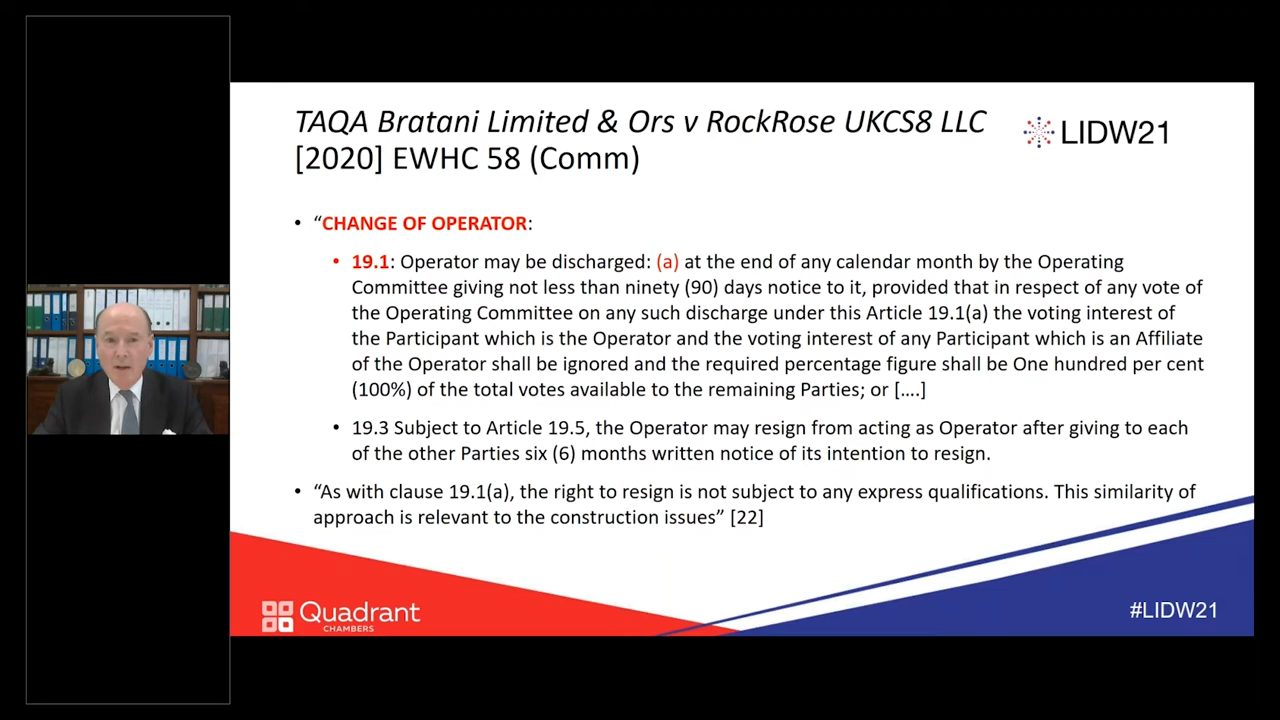 TAQA Bratani Limited & Ors v RockRose UKCS8 LLC
[2020] EWHC 58 (Comm)
LIDW21
• “CHANGE OF OPERATOR:
• 19.1: Operator may be discharged: (a) at the end of any calendar month by the Operating
Committee giving not less than ninety (90) days notice to it, provided that in respect of any vote of
the Operating Committee on any such discharge under this Article 19.1(a) the voting interest of
the Participant which is the Operator and the voting interest of any Participant which is an Affiliate
of the Operator shall be ignored and the required percentage figure shall be One hundred per cent
(100%) of the total votes available to the remaining Parties; or [….]
• 19.3 Subject to Article 19.5, the Operator may resign from acting as Operator after giving to each
of the other Parties six (6) months written notice of its intention to resign.
• “As with clause 19.1(a), the right to resign is not subject to any express qualifications. This similarity of
approach is relevant to the construction issues” [22]
Quadrant
CHAMBERS
#LIDW21